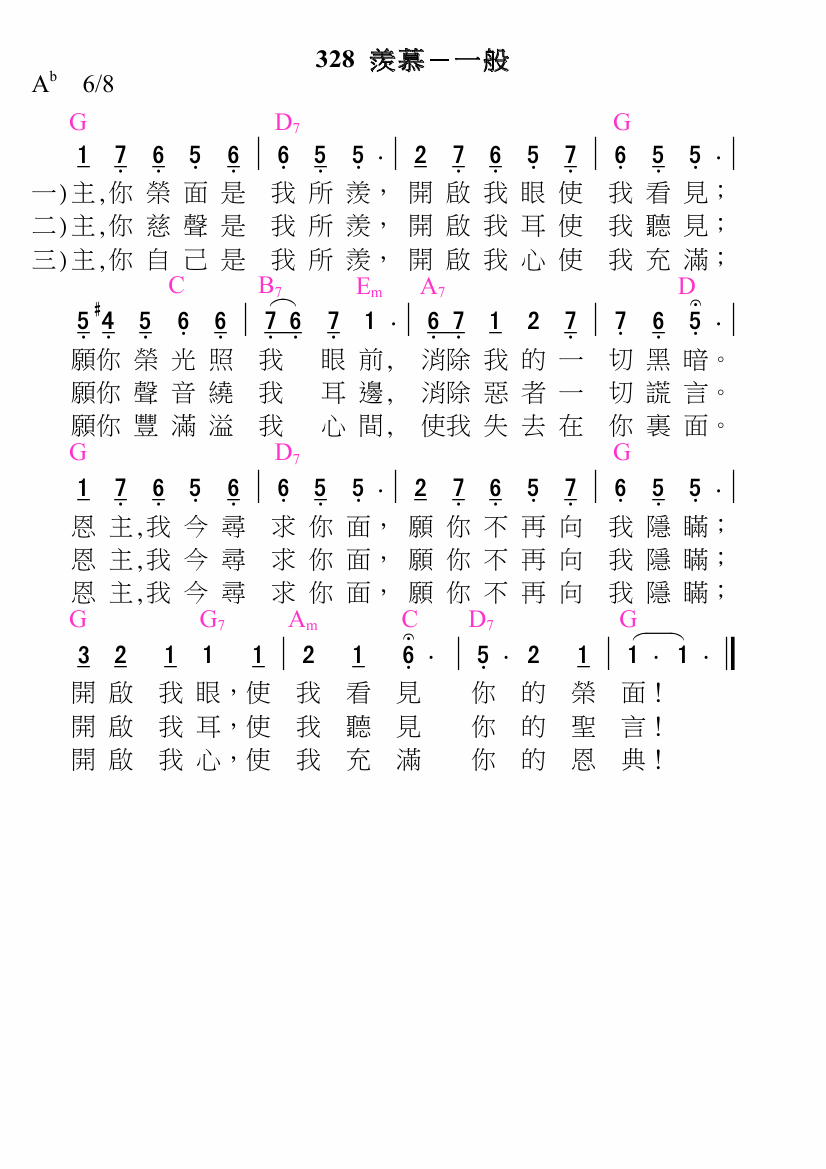 328 羨慕－一般
Ab 6/8
G D7 G
1 7 6 5 6 | 6 5 5 · | 2 7 6 5 7 | 6 5 5 · |
一)主,你榮面是 我所羨， 開啟我眼使 我看見；
二)主,你慈聲是 我所羨， 開啟我耳使 我聽見；
三)主,你自己是 我所羨， 開啟我心使 我充滿；
C B7 Em A7 D
5 #4 5 6 6 | 7 6 7 1 · | 6 7 1 2 7 | 7 6 5 · |
願你榮光照 我 眼前, 消除我的一 切黑暗。
願你聲音繞 我 耳邊, 消除惡者一 切謊言。
願你豐滿溢 我 心間, 使我失去在 你裏面。
G D7 G
1 7 6 5 6 | 6 5 5 · | 2 7 6 5 7 | 6 5 5 · |
恩主,我今尋 求你面， 願你不再向 我隱瞞；
恩主,我今尋 求你面， 願你不再向 我隱瞞；
恩主,我今尋 求你面， 願你不再向 我隱瞞；
G G7 Am C D7 G
3 2 1 1 1 | 2 1 6 · | 5 · 2 1 | 1 · 1 · ‖
開啟 我眼，使 我看見 你的榮面！
開啟 我耳，使 我聽見 你的聖言！
開啟 我心，使 我充滿 你的恩典！